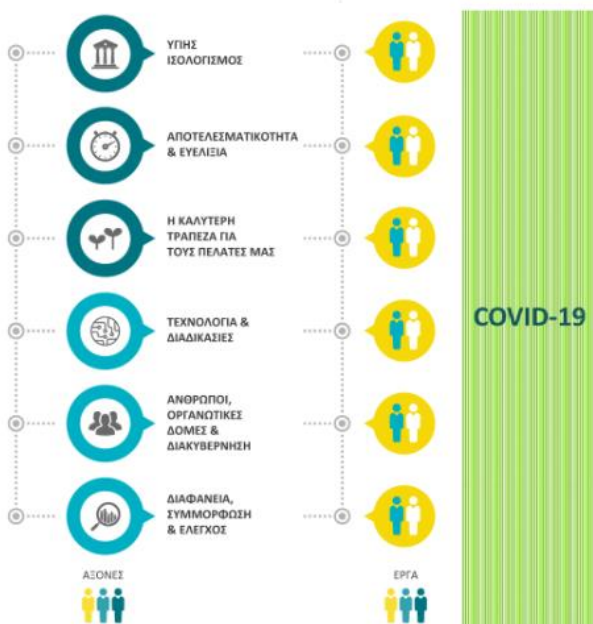 ΥΓΙΗΣ
ΙΣΟΛΟΓΙΣΜΟΣ
ΑΠΟΤΕΛΕΣΜΑΤΙΚΟΤΗΤΑ
& ΕΥΕΛΙΞΙΑ
Η ΚΑΛΥΤΕΡΗ
ΤΡΑΠΕΖΑ ΓΙΑ
ΤΟΥΣ ΠΕΛΑΤΕΣ ΜΑΣ
ΤΕΧΝΟΛΟΓΙΑ &
ΔΙΑΔΙΚΑΣΙΕΣ
ΑΝΘΡΩΠΟΙ,
ΟΡΓΑΝΩΤΙΚΕΣ
ΔΟΜΕΣ &
ΔΙΑΚΥΒΕΡΝΗΣΗ
ΔΙΑΦΑΝΕΙΑ,
ΣΥΜΜΟΡΦΩΣΗ
& ΕΛΕΓΧΟΣ
ΑΞΟΝΕΣ
ΕΡΓΑ
COVID-19